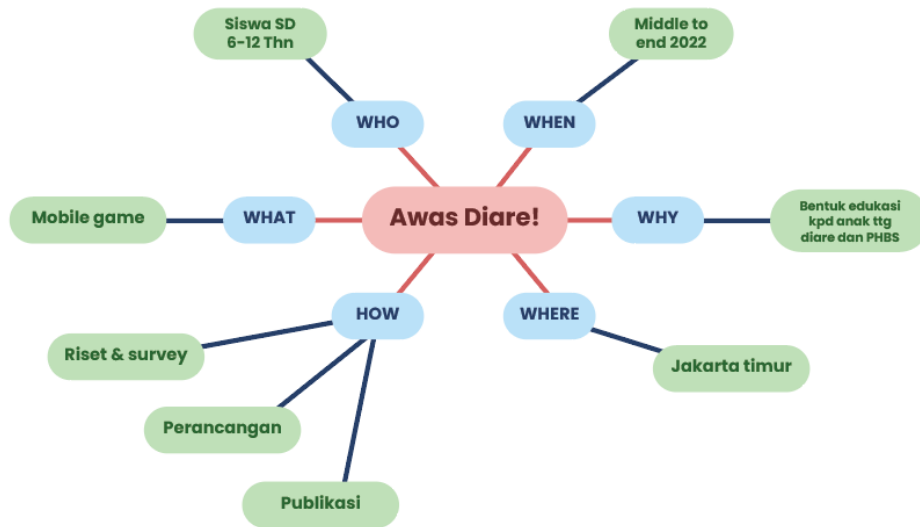 Siswa SD
6-12 Thn
Middle to
end 2022
WHO
WHEN
Mobile game
WHAT
Awas Diare!
WHY
Bentuk edukasi
kpd anak ttg
diare dan PHBS
HOW
WHERE
Riset & survey
Jakarta timur
Perancangan
Publikasi